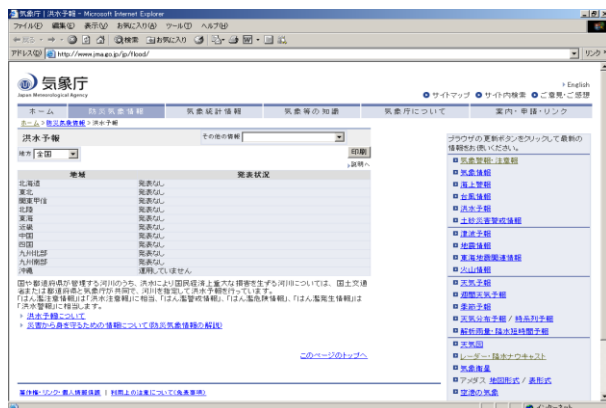 気象庁 | 洪水予報 - Microsoft Internet Explorer
ファイル(F) 編集(E) 表示(V) お気に入り(A) ツール(T) ヘルプ(H)
戻る 検索 お気に入り
アドレス(D) http://www.jma.go.jp/jp/flood/ リンク
気象庁
Japan Meteorological Agency
English
サイトマップ サイト内検索 ご意見・ご感想
ホーム 防災気象情報 気象統計情報 気象等の知識 気象庁について 案内・申請・リンク
ホーム > 防災気象情報 > 洪水予報
洪水予報 その他の情報
地方 全国 印刷
説明へ
地域 発表状況
北海道 発表なし
東北 発表なし
関東甲信 発表なし
北陸 発表なし
東海 発表なし
近畿 発表なし
中国 発表なし
四国 発表なし
九州北部 発表なし
九州南部 発表なし
沖縄 運用していません
国や都道府県が管理する河川のうち、洪水により国民経済上重大な損害を生ずる河川については、国土交通
省または都道府県と気象庁が共同で、河川を指定して洪水予報を行っています。
「はん濫注意情報」は「洪水注意報」に相当、「はん濫警戒情報」、「はん濫危険情報」、「はん濫発生情報」は
「洪水警報」に相当します。
洪水予報について
災害から身を守るための情報について(防災気象情報の解説)
このページのトップへ
著作権・リンク・個人情報保護 | 利用上の注意について(免責事項)
ブラウザの更新ボタンをクリックして最新の
情報をお使いください。
気象警報・注意報
気象情報
海上警報
台風情報
洪水予報
土砂災害警戒情報
津波予報
地震情報
東海地震関連情報
火山情報
天気予報
週間天気予報
季節予報
天気分布予報 / 時系列予報
解析雨量・降水短時間予報
天気図
レーダー・降水ナウキャスト
気象衛星
アメダス 地図形式 / 表形式
空港の気象
インターネット